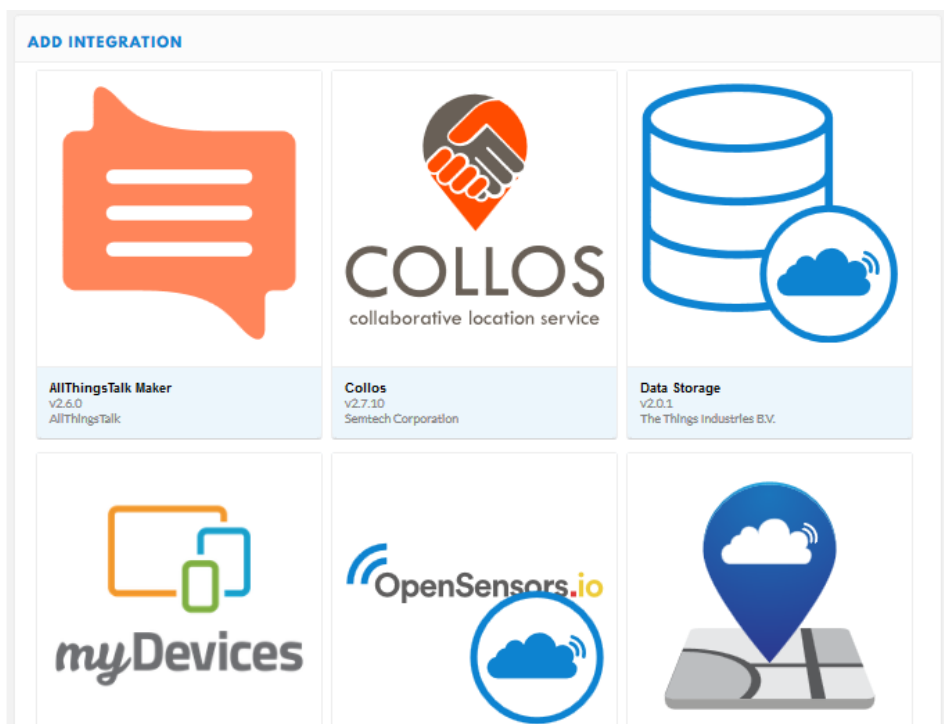 ADD INTEGRATION
COLLOS
collaborative location service
AllThingsTalk Maker
v2.6.0
AllThingsTalk
Collos
v2.7.10
Semtech Corporation
Data Storage
v2.0.1
The Things Industries B.V.
myDevices
OpenSensors.io